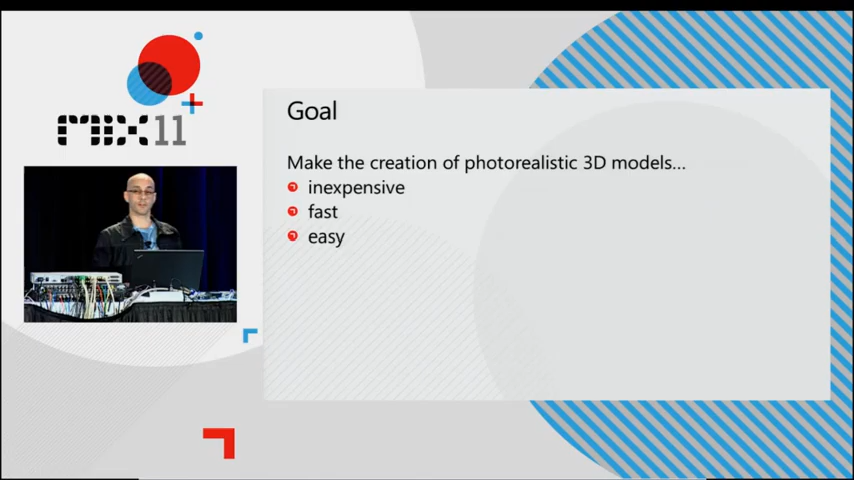 MIX11
Goal
Make the creation of photorealistic 3D models...
inexpensive
fast
easy